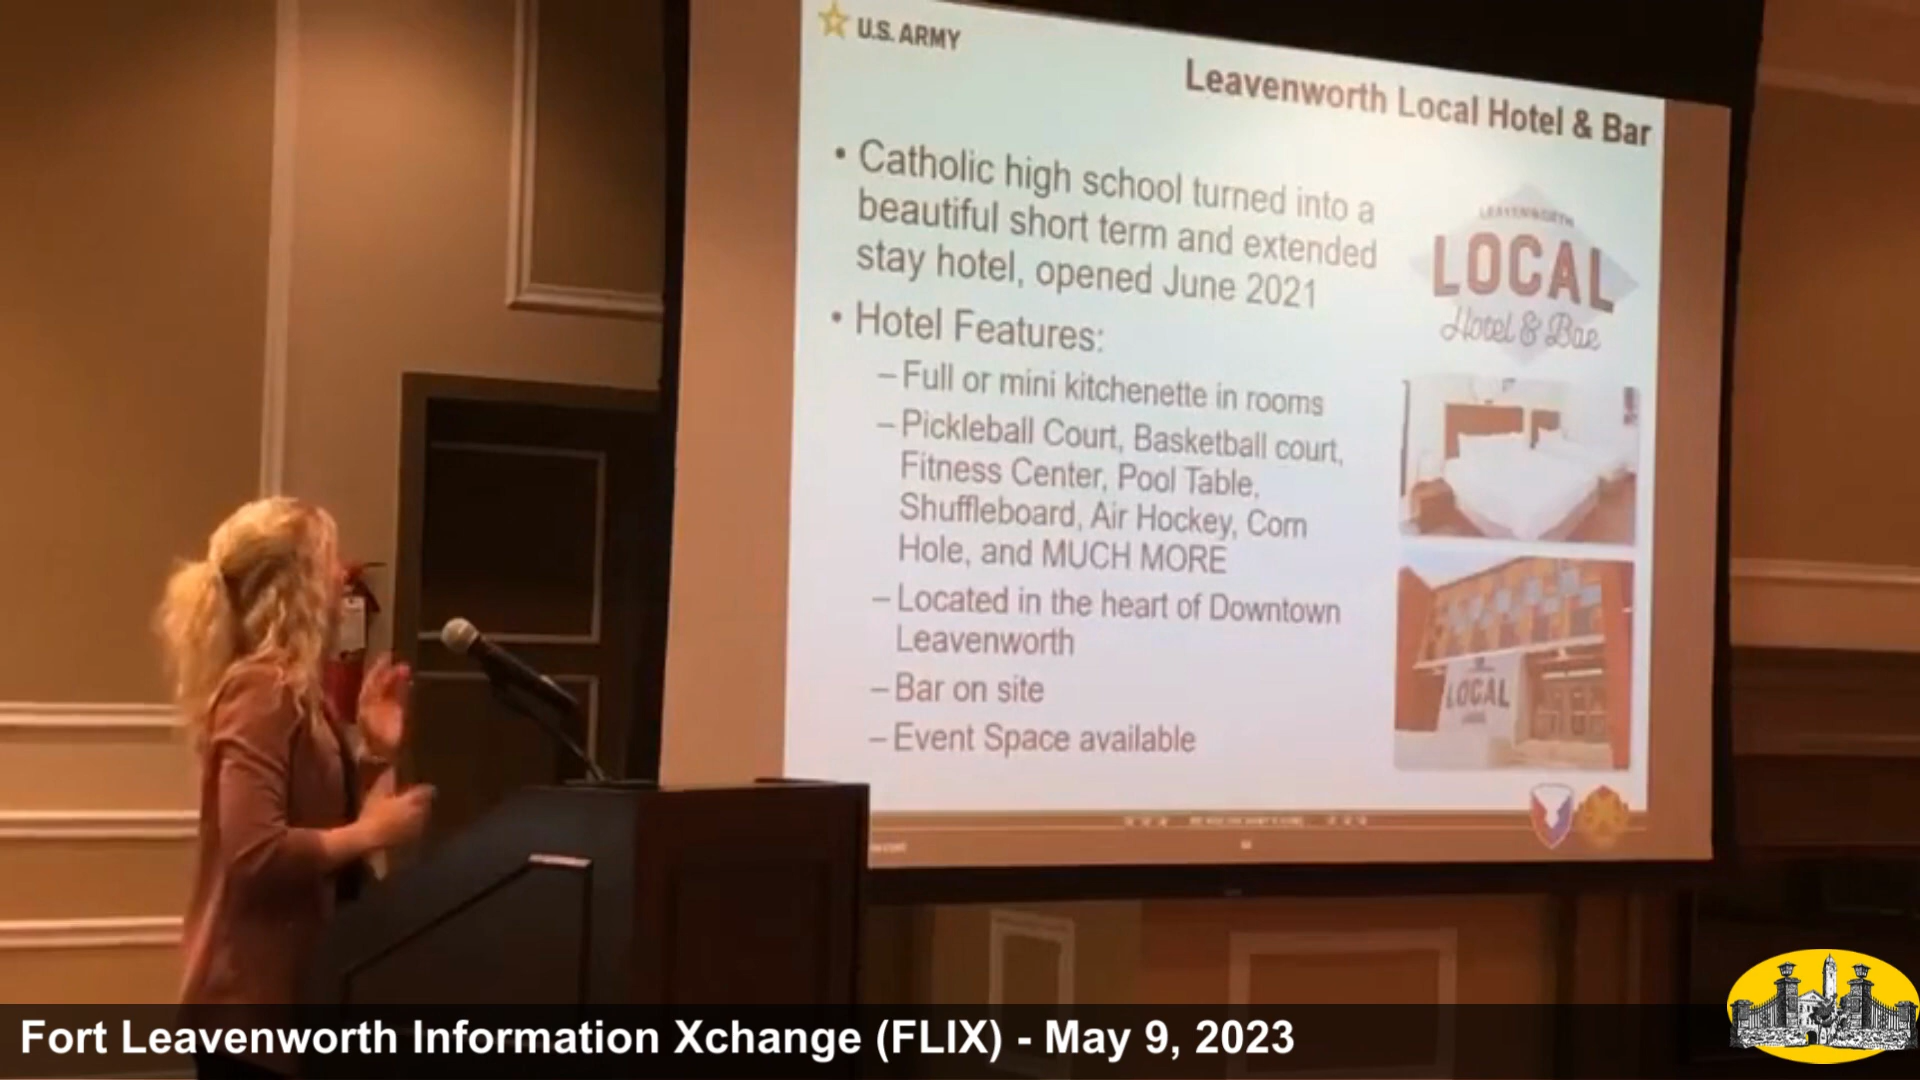 U.S. ARMY
Leavenworth Local Hotel & Bar
• Catholic high school turned into a
beautiful short term and extended
stay hotel, opened June 2021
• Hotel Features:
– Full or mini kitchenette in rooms
– Pickleball Court, Basketball court,
Fitness Center, Pool Table,
Shuffleboard, Air Hockey, Corn
Hole, and MUCH MORE
– Located in the heart of Downtown
Leavenworth
– Bar on site
– Event Space available
LEAVENWORTH
LOCAL
Hotel & Bar
LOCAL
Fort Leavenworth Information Xchange (FLIX) - May 9, 2023